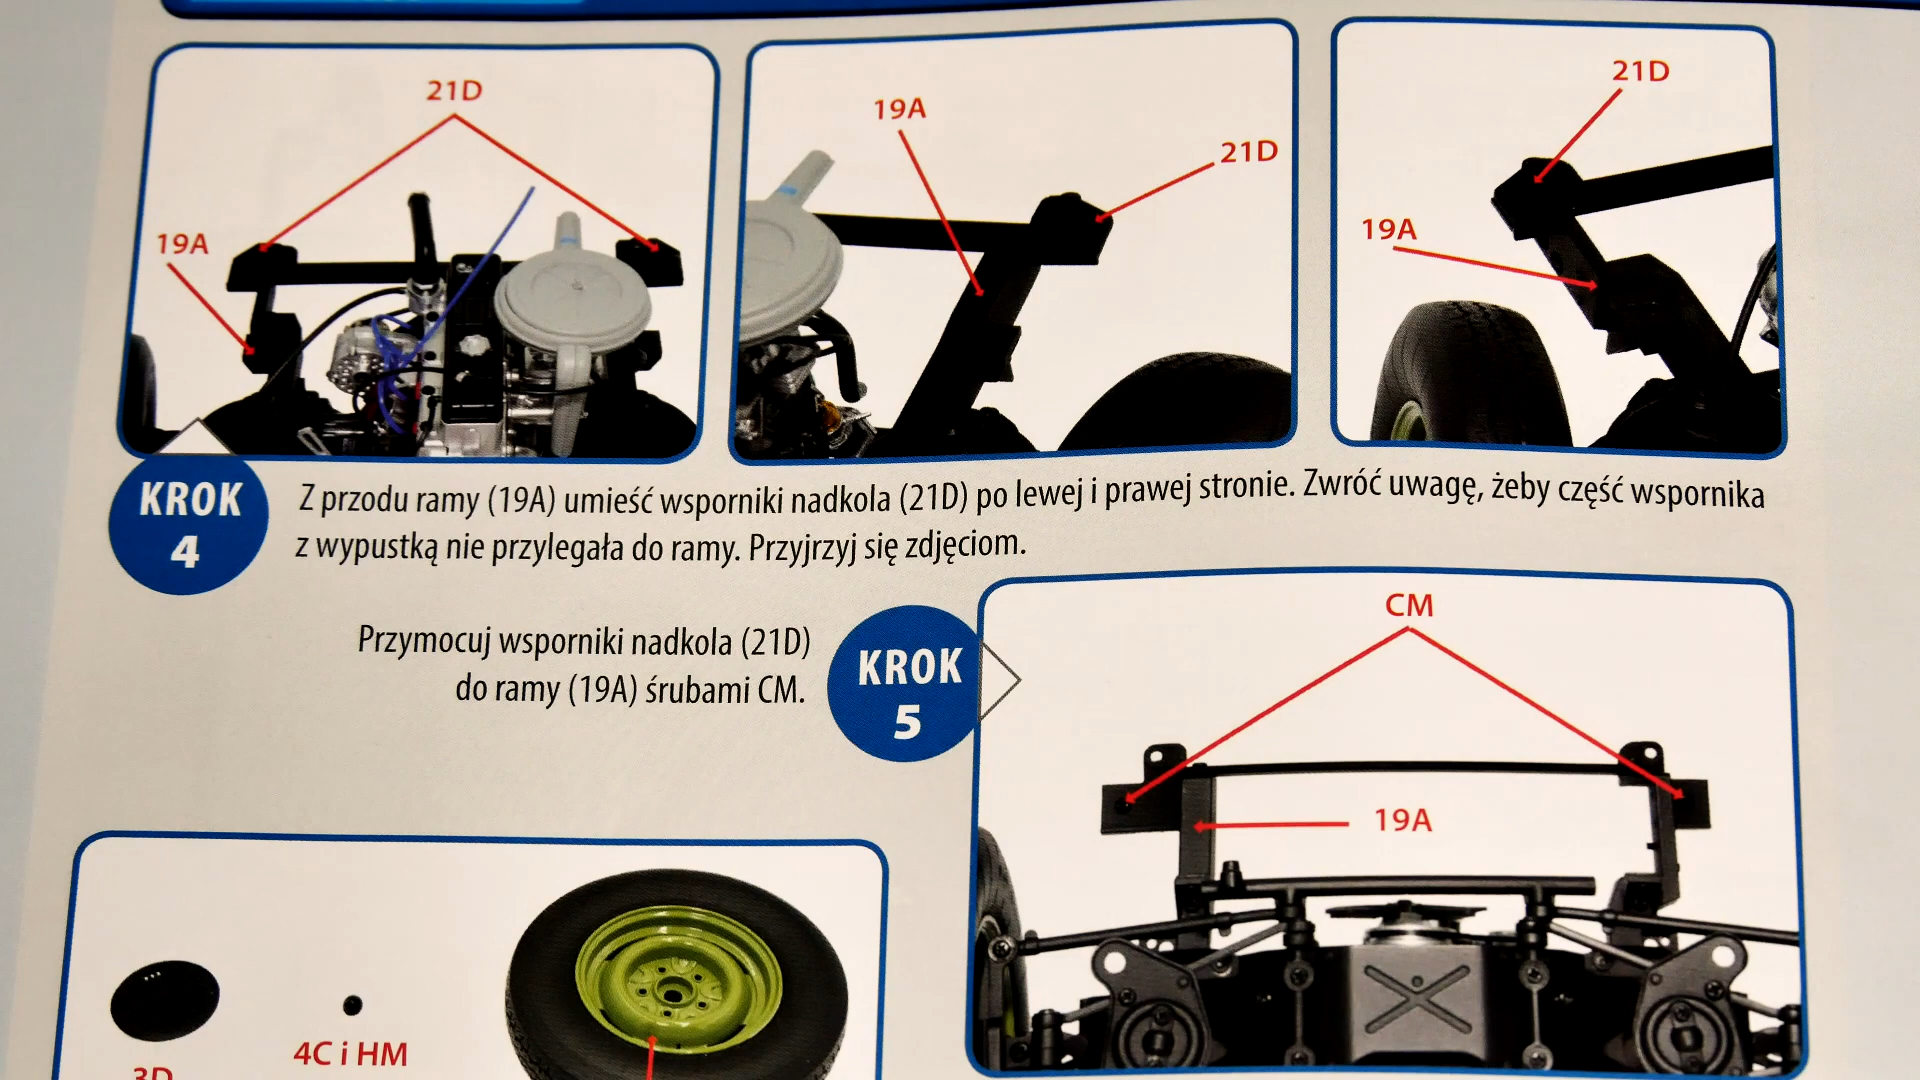 21D
19A
19A
21D
21D
19A
KROK
4
Z przodu ramy (19A) umieść wsporniki nadkola (21D) po lewej i prawej stronie. Zwróć uwagę, żeby część wspornika
z wypustką nie przylegała do ramy. Przyjrzyj się zdjęciom.
Przymocuj wsporniki nadkola (21D)
do ramy (19A) śrubami CM.
KROK
5
CM
19A
4C i HM
3D